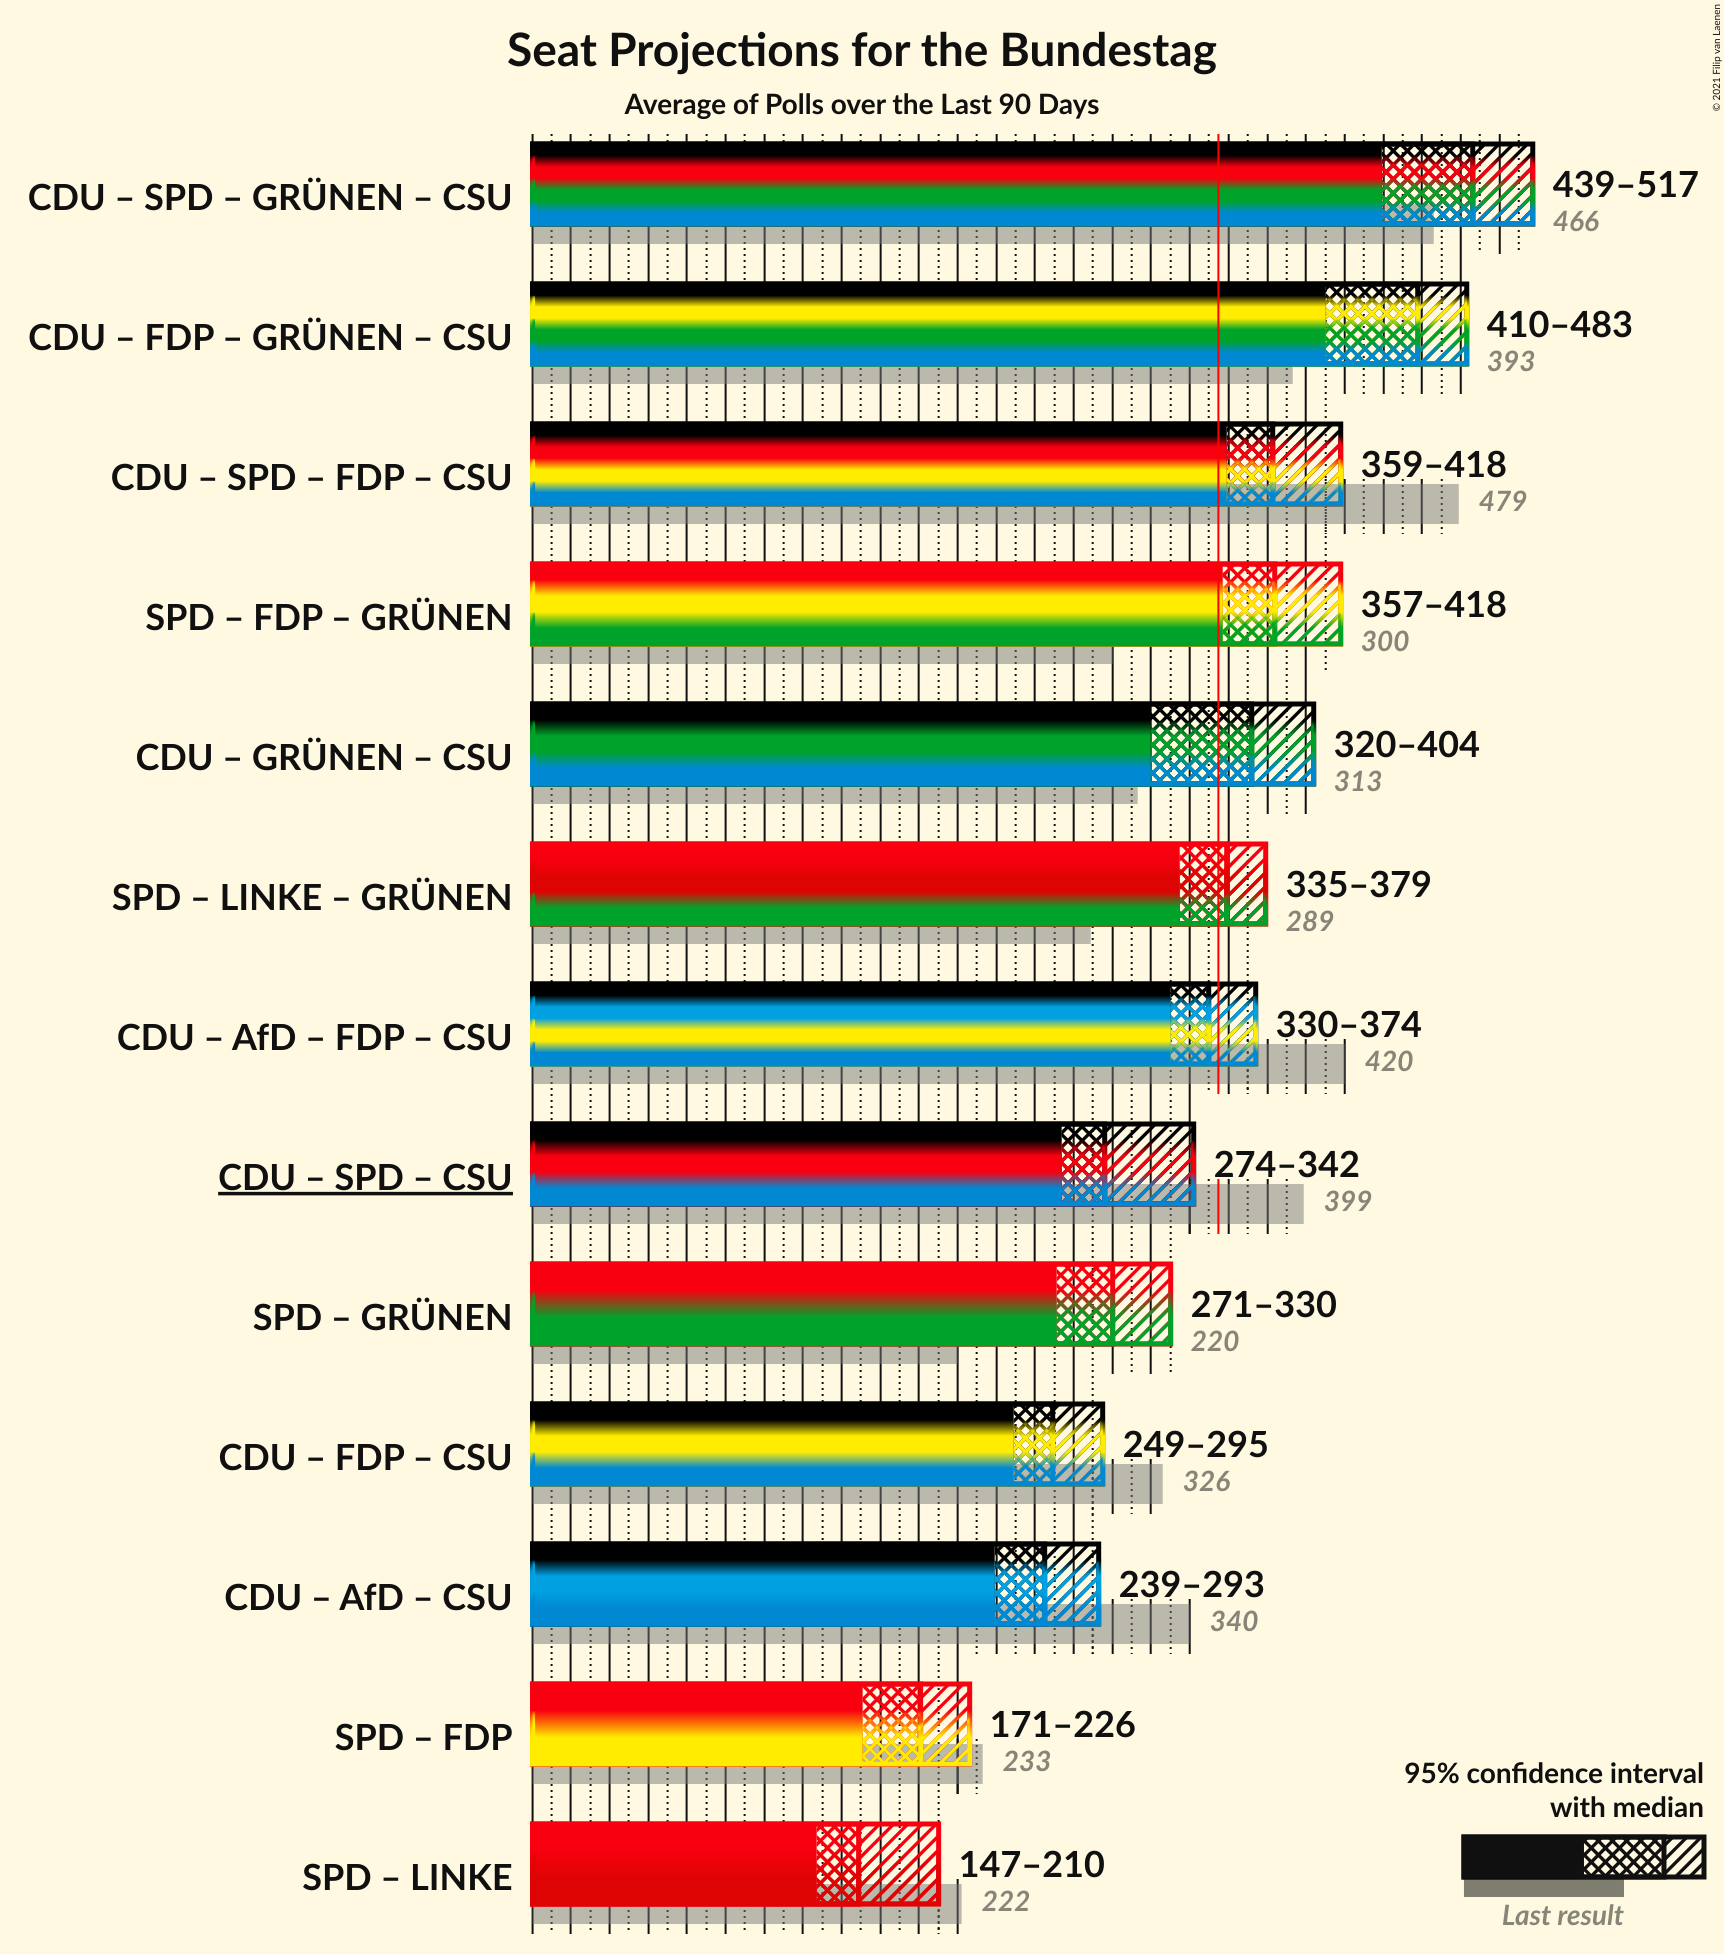 Seat Projections for the Bundestag
Average of Polls over the Last 90 Days
© 2021 Filip van Laenen
CDU – SPD – GRÜNEN – CSU
439–517
466
CDU – FDP – GRÜNEN – CSU
410–483
393
CDU – SPD – FDP – CSU
359–418
479
SPD – FDP – GRÜNEN
357–418
300
CDU – GRÜNEN – CSU
320–404
313
SPD – LINKE – GRÜNEN
335–379
289
CDU – AfD – FDP – CSU
330–374
420
CDU – SPD – CSU
274–342
399
SPD – GRÜNEN
271–330
220
CDU – FDP – CSU
249–295
326
CDU – AfD – CSU
239–293
340
SPD – FDP
171–226
233
SPD – LINKE
147–210
222
95% confidence interval
with median
Last result